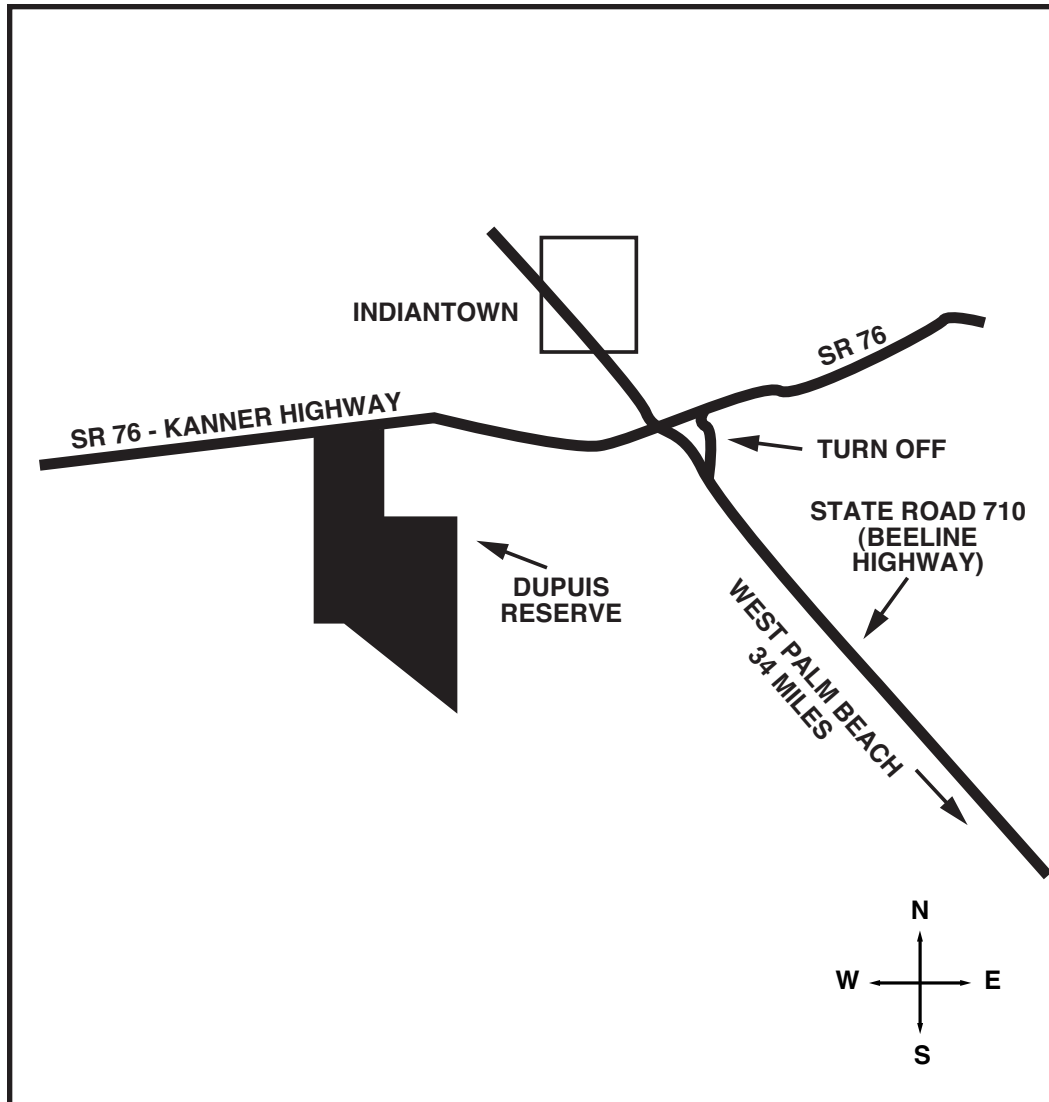 INDIANTOWN
SR 76
SR 76 - KANNER HIGHWAY
TURN OFF
STATE ROAD 710
(BEELINE
HIGHWAY)
DUPUIS
RESERVE
WEST PALM BEACH
34 MILES
N
W
E
S